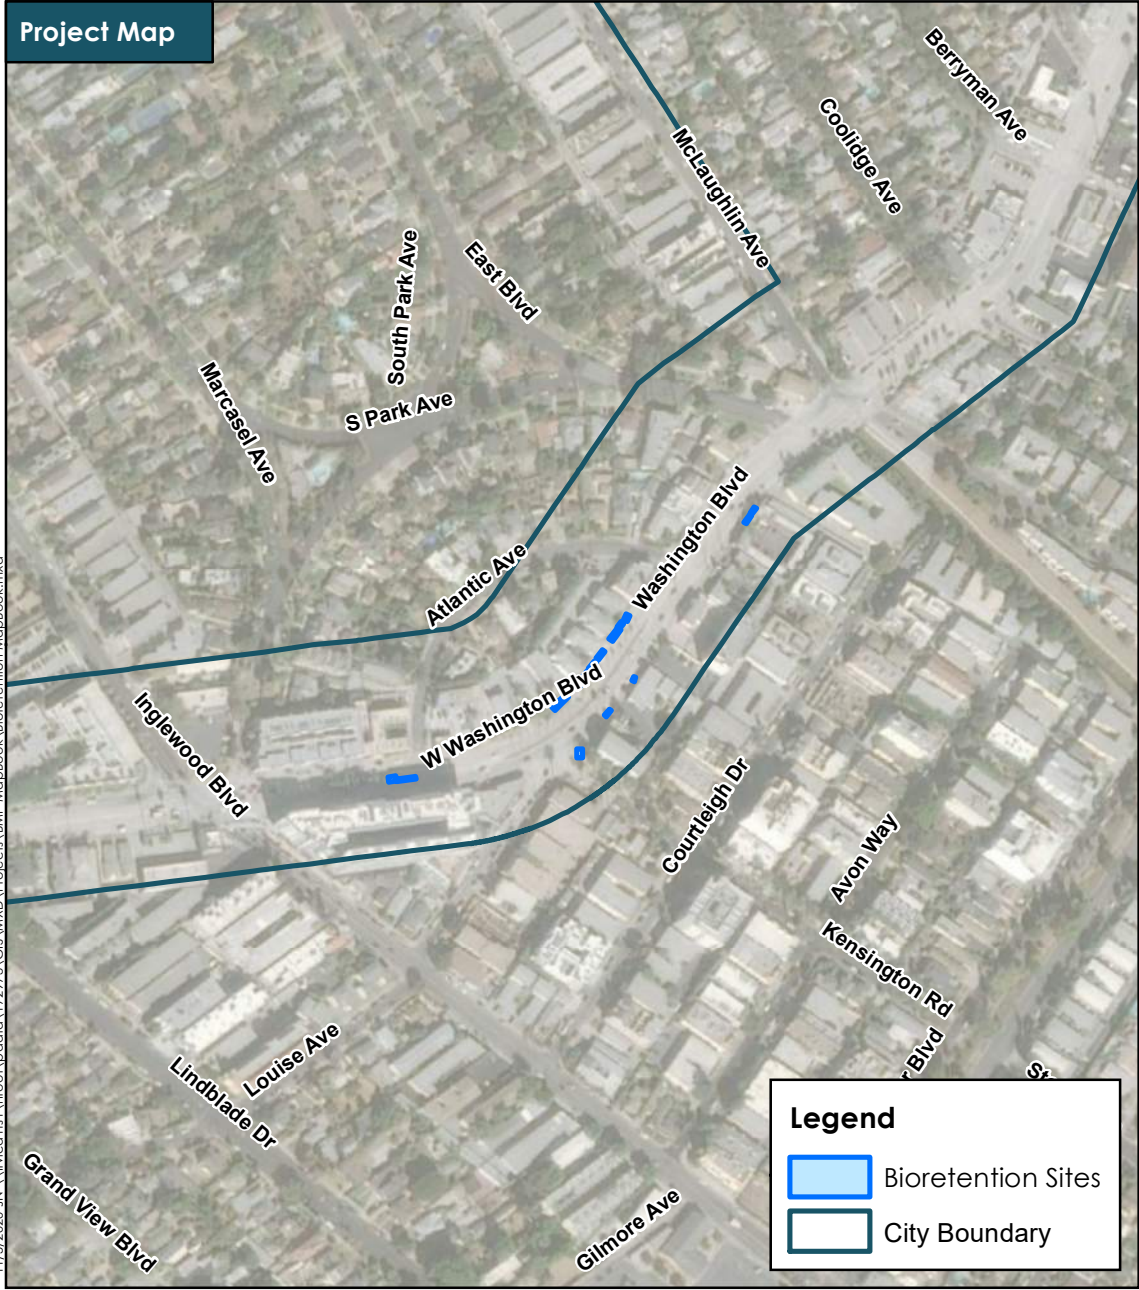 Project Map
Berryman Ave
Coolidge Ave
McLaughlin Ave
South Park Ave
East Blvd
Marcasel Ave
S Park Ave
Washington Blvd
Atlantic Ave
W Washington Blvd
Inglewood Blvd
Courtleigh Dr
Avon Way
Kensington Rd
r Blvd
Louise Ave
Lindblade Dr
Grand View Blvd
Gilmore Ave
Legend
Bioretention Sites
City Boundary